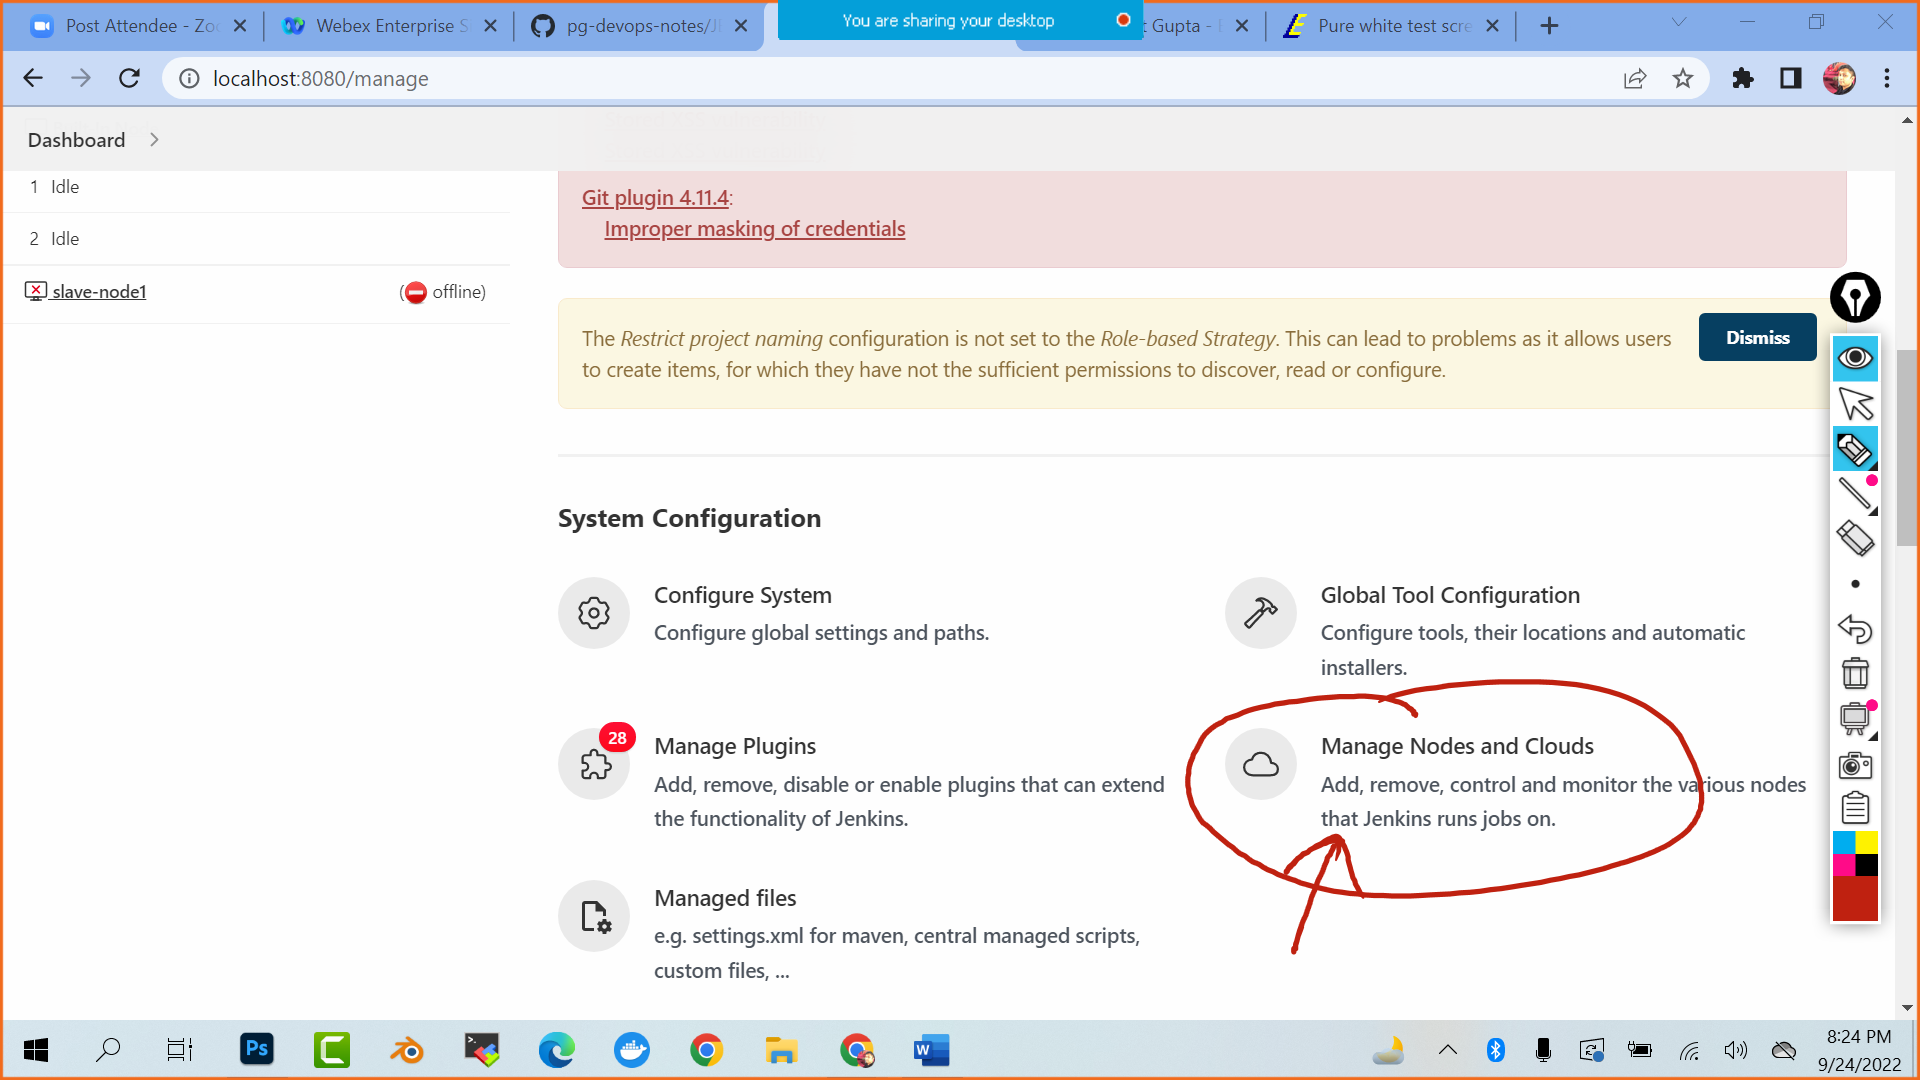 Post Attendee - Zoo
Webex Enterprise S
pg-devops-notes/JE
You are sharing your desktop
t Gupta -
Pure white test scre
localhost:8080/manage
Dashboard
1 Idle
2 Idle
slave-node1
(offline)
Git plugin 4.11.4:
Improper masking of credentials
The Restrict project naming configuration is not set to the Role-based Strategy. This can lead to problems as it allows users
to create items, for which they have not the sufficient permissions to discover, read or configure.
Dismiss
System Configuration
Configure System
Configure global settings and paths.
Global Tool Configuration
Configure tools, their locations and automatic
installers.
28
Manage Plugins
Add, remove, disable or enable plugins that can extend
the functionality of Jenkins.
Manage Nodes and Clouds
Add, remove, control and monitor the various nodes
that Jenkins runs jobs on.
Managed files
e.g. settings.xml for maven, central managed scripts,
custom files, ...
Ps
W
8:24 PM
9/24/2022